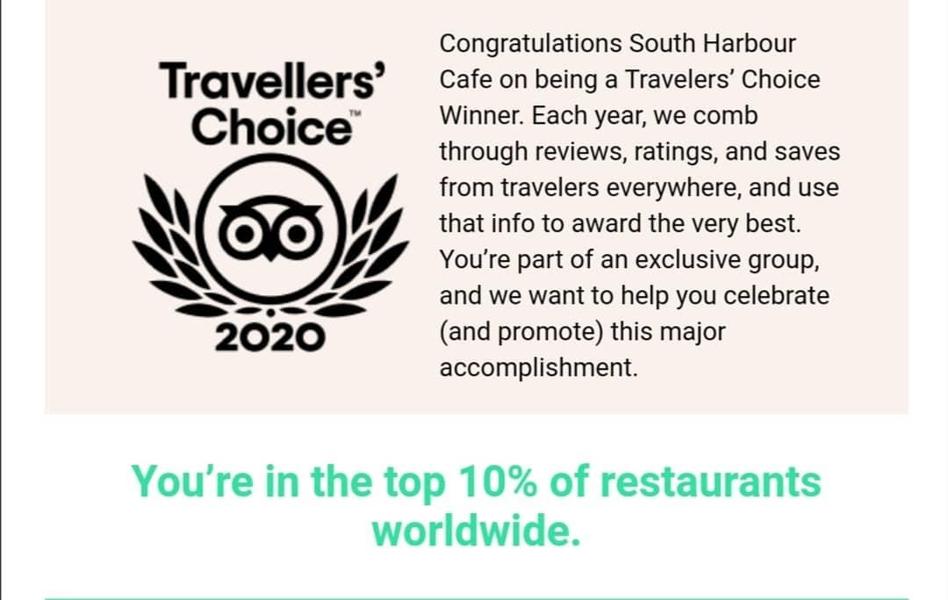 Travellers’
Choice™
2020
Congratulations South Harbour
Cafe on being a Travelers’ Choice
Winner. Each year, we comb
through reviews, ratings, and saves
from travelers everywhere, and use
that info to award the very best.
You’re part of an exclusive group,
and we want to help you celebrate
(and promote) this major
accomplishment.
You’re in the top 10% of restaurants
worldwide.